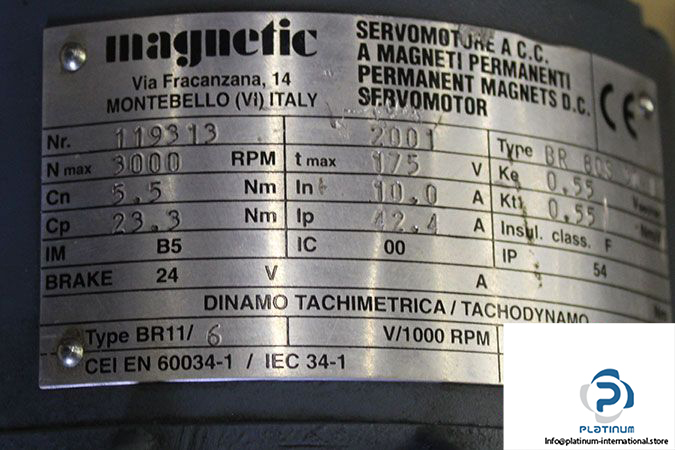 magnetic
Via Fracanzana, 14
MONTEBELLO (VI) ITALY
SERVOMOTORE A C.C.
A MAGNETI PERMANENTI
PERMANENT MAGNETS D.C.
SERVOMOTOR
CE
Nr. 119313 2001 Type BR 80S
N max 3000 RPM t max 175 V Ke 0.55
Cn 5.5 Nm In 10.0 A Kt 0.55
Cp 23.3 Nm Ip 42.4 A Insul. class. F
IM B5 IC 00 IP 54
BRAKE 24 V A
DINAMO TACHIMETRICA / TACHODYNAMO
Type BR11/ 6 V/1000 RPM
CEI EN 60034-1 / IEC 34-1
PLATINUM
Info@platinum-international.store